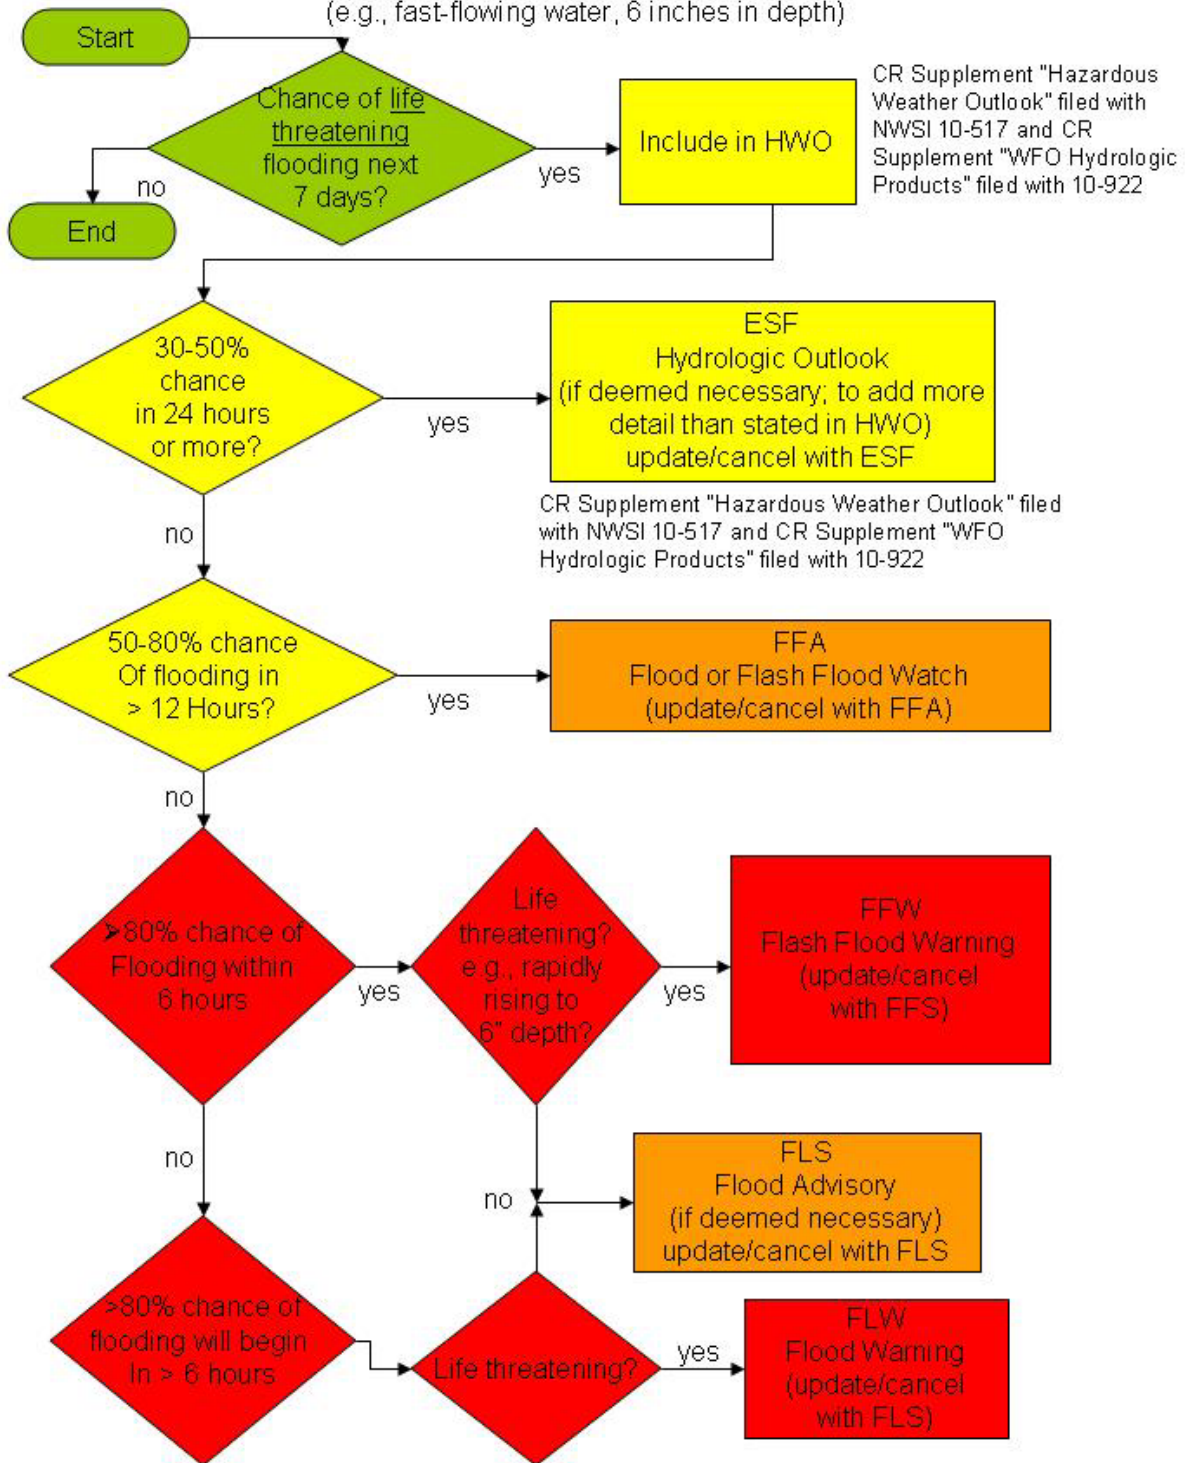 (e.g., fast-flowing water, 6 inches in depth)
Start
Chance of life
threatening
flooding next
7 days?
yes
no
End
Include in HWO
CR Supplement "Hazardous
Weather Outlook" filed with
NWSI 10-517 and CR
Supplement "WFO Hydrologic
Products" filed with 10-922
30-50%
chance
in 24 hours
or more?
yes
no
ESF
Hydrologic Outlook
(if deemed necessary; to add more
detail than stated in HWO)
update/cancel with ESF
CR Supplement "Hazardous Weather Outlook" filed
with NWSI 10-517 and CR Supplement "WFO
Hydrologic Products" filed with 10-922
50-80% chance
Of flooding in
> 12 Hours?
yes
no
FFA
Flood or Flash Flood Watch
(update/cancel with FFA)
➢80% chance of
Flooding within
6 hours
yes
no
Life
threatening?
e.g., rapidly
rising to
6" depth?
yes
FFW
Flash Flood Warning
(update/cancel
with FFS)
no
FLS
Flood Advisory
(if deemed necessary)
update/cancel with FLS
>80% chance of
flooding will begin
In > 6 hours
Life threatening?
yes
FLW
Flood Warning
(update/cancel
with FLS)